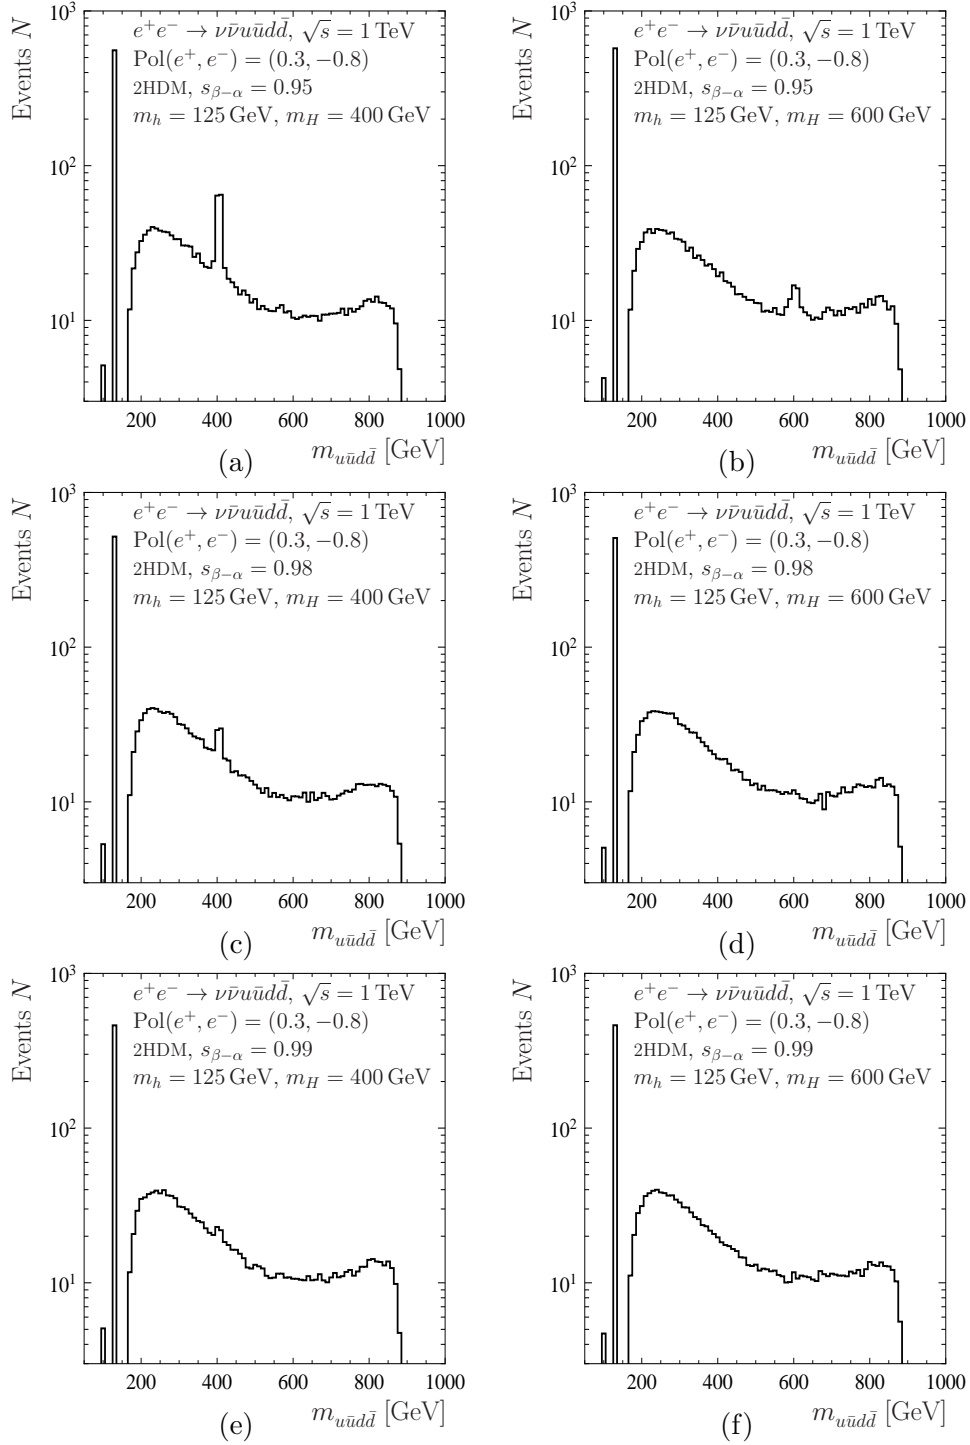 Events N
10³
10²
10¹
e⁺e⁻ → νν̄uūdd̄, √s = 1 TeV
Pol(e⁺, e⁻) = (0.3, −0.8)
2HDM, s_{β−α} = 0.95
m_h = 125 GeV, m_H = 400 GeV
200 400 600 800 1000
m_{uūdd̄} [GeV]
(a)
Events N
10³
10²
10¹
e⁺e⁻ → νν̄uūdd̄, √s = 1 TeV
Pol(e⁺, e⁻) = (0.3, −0.8)
2HDM, s_{β−α} = 0.95
m_h = 125 GeV, m_H = 600 GeV
200 400 600 800 1000
m_{uūdd̄} [GeV]
(b)
Events N
10³
10²
10¹
e⁺e⁻ → νν̄uūdd̄, √s = 1 TeV
Pol(e⁺, e⁻) = (0.3, −0.8)
2HDM, s_{β−α} = 0.98
m_h = 125 GeV, m_H = 400 GeV
200 400 600 800 1000
m_{uūdd̄} [GeV]
(c)
Events N
10³
10²
10¹
e⁺e⁻ → νν̄uūdd̄, √s = 1 TeV
Pol(e⁺, e⁻) = (0.3, −0.8)
2HDM, s_{β−α} = 0.98
m_h = 125 GeV, m_H = 600 GeV
200 400 600 800 1000
m_{uūdd̄} [GeV]
(d)
Events N
10³
10²
10¹
e⁺e⁻ → νν̄uūdd̄, √s = 1 TeV
Pol(e⁺, e⁻) = (0.3, −0.8)
2HDM, s_{β−α} = 0.99
m_h = 125 GeV, m_H = 400 GeV
200 400 600 800 1000
m_{uūdd̄} [GeV]
(e)
Events N
10³
10²
10¹
e⁺e⁻ → νν̄uūdd̄, √s = 1 TeV
Pol(e⁺, e⁻) = (0.3, −0.8)
2HDM, s_{β−α} = 0.99
m_h = 125 GeV, m_H = 600 GeV
200 400 600 800 1000
m_{uūdd̄} [GeV]
(f)